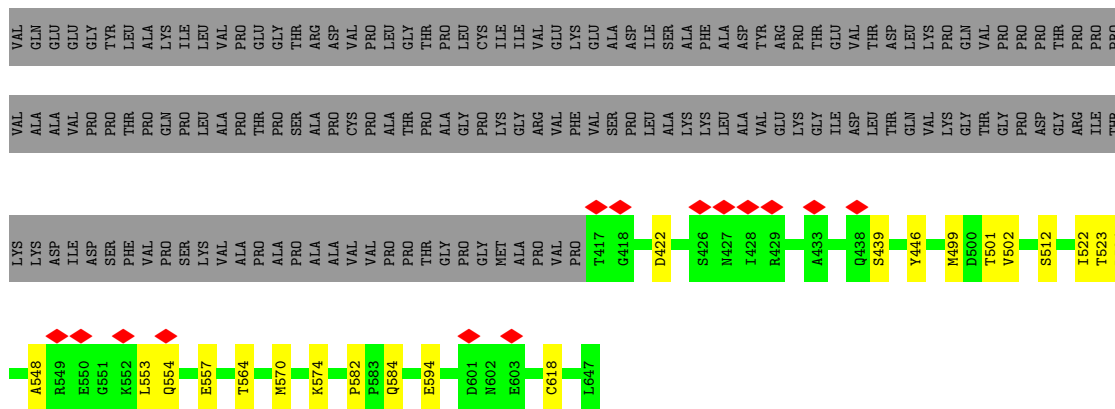 VAL GLN GLU GLU GLY TYR LEU ALA LYS ILE LEU VAL PRO GLU GLY THR ARG ASP VAL PRO LEU GLY THR PRO LEU CYS ILE ILE VAL GLU LYS GLU ALA ASP ILE SER ALA PHE ALA ASP TYR ARG PRO THR GLU VAL THR ASP LEU LYS PRO GLN VAL PRO PRO PRO THR PRO PRO PRO
VAL ALA ALA VAL PRO PRO THR PRO GLN PRO LEU ALA PRO THR PRO SER ALA PRO CYS PRO ALA THR PRO ALA GLY PRO LYS GLY ARG VAL PHE VAL SER PRO LEU ALA LYS LYS LEU ALA VAL GLU LYS GLY ILE ASP LEU THR GLN VAL LYS GLY THR GLY PRO ASP GLY ARG ILE THR
LYS LYS ASP ILE ASP SER PHE VAL PRO SER LYS VAL ALA PRO ALA PRO ALA ALA VAL VAL PRO PRO THR GLY PRO GLY MET ALA PRO VAL PRO T417 G418 D422 S426 N427 I428 R429 A433 Q438 S439 Y446 M499 D500 T501 V502 S512 I522 T523
A548 R549 E550 G551 K552 L553 Q554 E557 T564 M570 K574 P582 P583 Q584 E594 D601 N602 E603 C618 L647